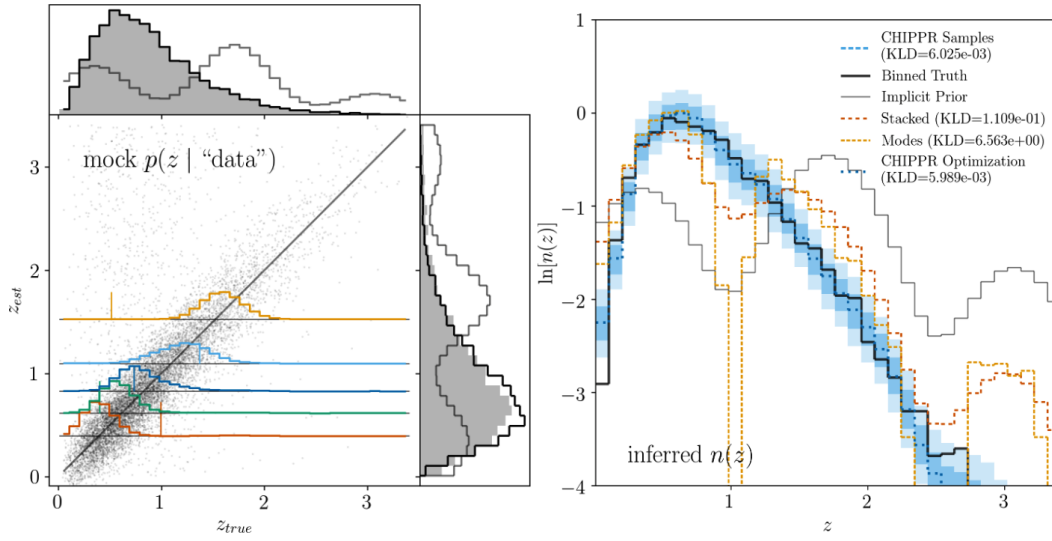 mock p(z | “data”)
3
2
1
0
z_est
0
1
2
3
z_true
CHIPPR Samples
(KLD=6.025e-03)
Binned Truth
Implicit Prior
Stacked (KLD=1.109e-01)
Modes (KLD=6.563e+00)
CHIPPR Optimization
(KLD=5.989e-03)
1
0
−1
−2
−3
−4
ln[n(z)]
inferred n(z)
1
2
3
z